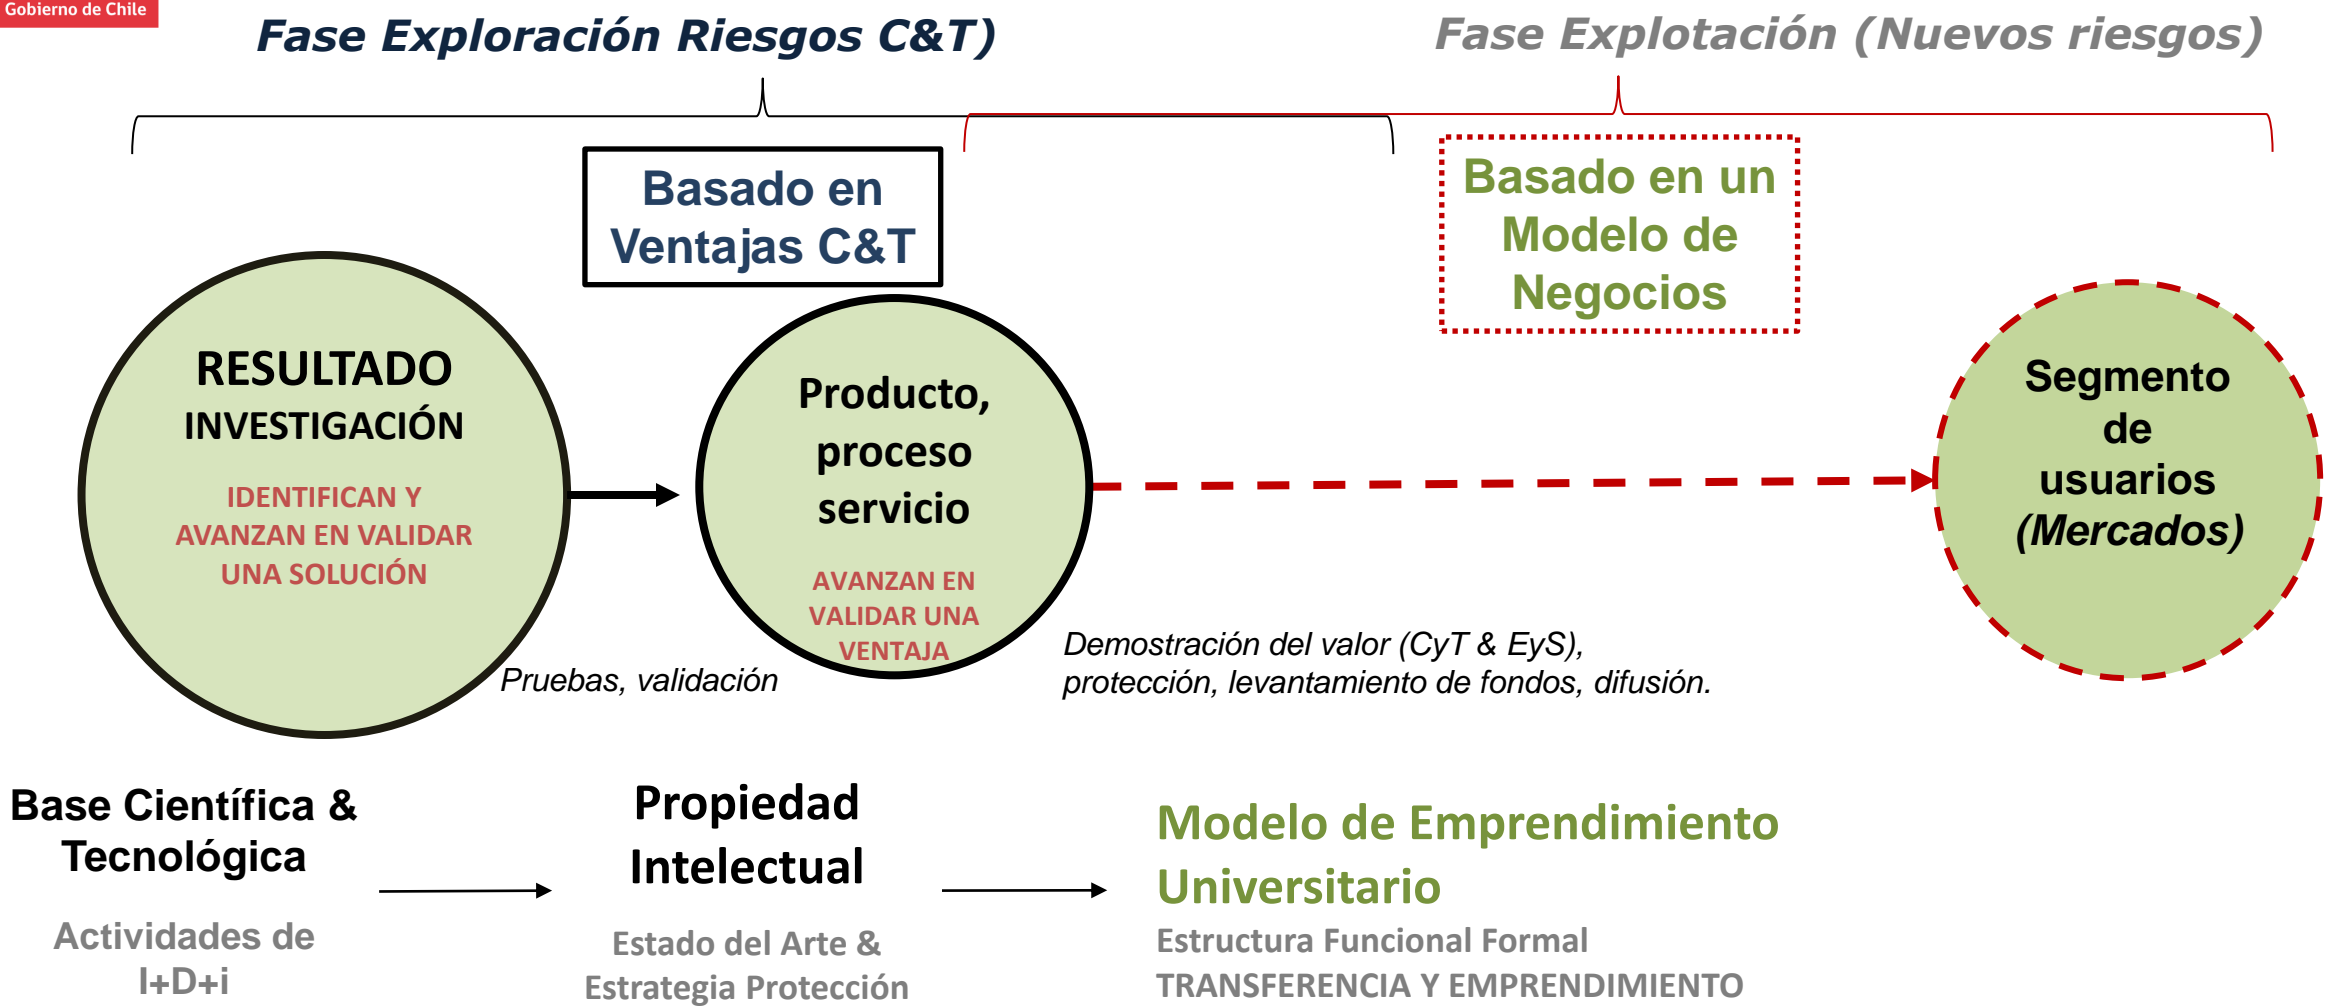 Gobierno de Chile
Fase Exploración Riesgos C&T)
Fase Explotación (Nuevos riesgos)
Basado en
Ventajas C&T
Basado en un
Modelo de
Negocios
RESULTADO
INVESTIGACIÓN
IDENTIFICAN Y
AVANZAN EN VALIDAR
UNA SOLUCIÓN
Producto,
proceso
servicio
AVANZAN EN
VALIDAR UNA
VENTAJA
Segmento
de
usuarios
(Mercados)
Pruebas, validación
Demostración del valor (CyT & EyS),
protección, levantamiento de fondos, difusión.
Base Científica &
Tecnológica
Actividades de
I+D+i
Propiedad
Intelectual
Estado del Arte &
Estrategia Protección
Modelo de Emprendimiento
Universitario
Estructura Funcional Formal
TRANSFERENCIA Y EMPRENDIMIENTO